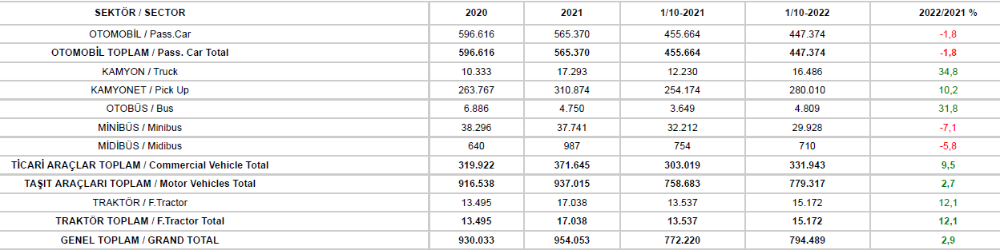 SEKTÖR / SECTOR 2020 2021 1/10-2021 1/10-2022 2022/2021 %
OTOMOBİL / Pass.Car 596.616 565.370 455.664 447.374 -1,8
OTOMOBİL TOPLAM / Pass. Car Total 596.616 565.370 455.664 447.374 -1,8
KAMYON / Truck 10.333 17.293 12.230 16.486 34,8
KAMYONET / Pick Up 263.767 310.874 254.174 280.010 10,2
OTOBÜS / Bus 6.886 4.750 3.649 4.809 31,8
MİNİBÜS / Minibus 38.296 37.741 32.212 29.928 -7,1
MİDİBÜS / Midibus 640 987 754 710 -5,8
TİCARİ ARAÇLAR TOPLAM / Commercial Vehicle Total 319.922 371.645 303.019 331.943 9,5
TAŞIT ARAÇLARI TOPLAM / Motor Vehicles Total 916.538 937.015 758.683 779.317 2,7
TRAKTÖR / F.Tractor 13.495 17.038 13.537 15.172 12,1
TRAKTÖR TOPLAM / F.Tractor Total 13.495 17.038 13.537 15.172 12,1
GENEL TOPLAM / GRAND TOTAL 930.033 954.053 772.220 794.489 2,9